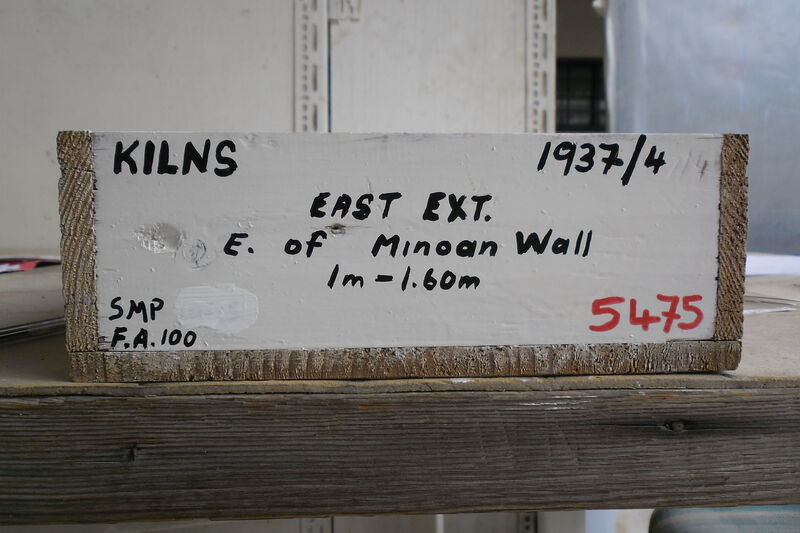 KILNS 1937/4
EAST EXT.
E. of Minoan Wall
1m - 1.60m
SMP
F.A.100
5475